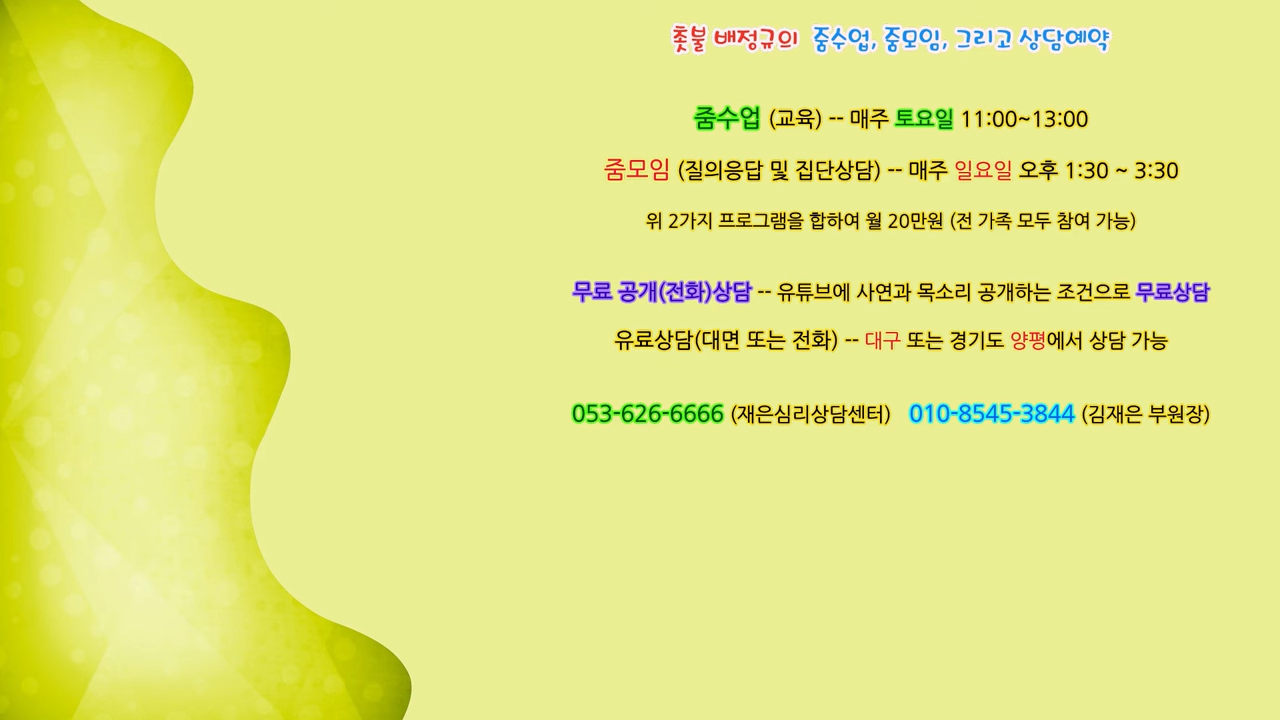 촛불 배정규의 줌수업, 줌모임, 그리고 상담예약
줌수업 (교육) -- 매주 토요일 11:00~13:00
줌모임 (질의응답 및 집단상담) -- 매주 일요일 오후 1:30 ~ 3:30
위 2가지 프로그램을 합하여 월 20만원 (전 가족 모두 참여 가능)
무료 공개(전화)상담 -- 유튜브에 사연과 목소리 공개하는 조건으로 무료상담
유료상담(대면 또는 전화) -- 대구 또는 경기도 양평에서 상담 가능
053-626-6666 (재은심리상담센터) 010-8545-3844 (김재은 부원장)